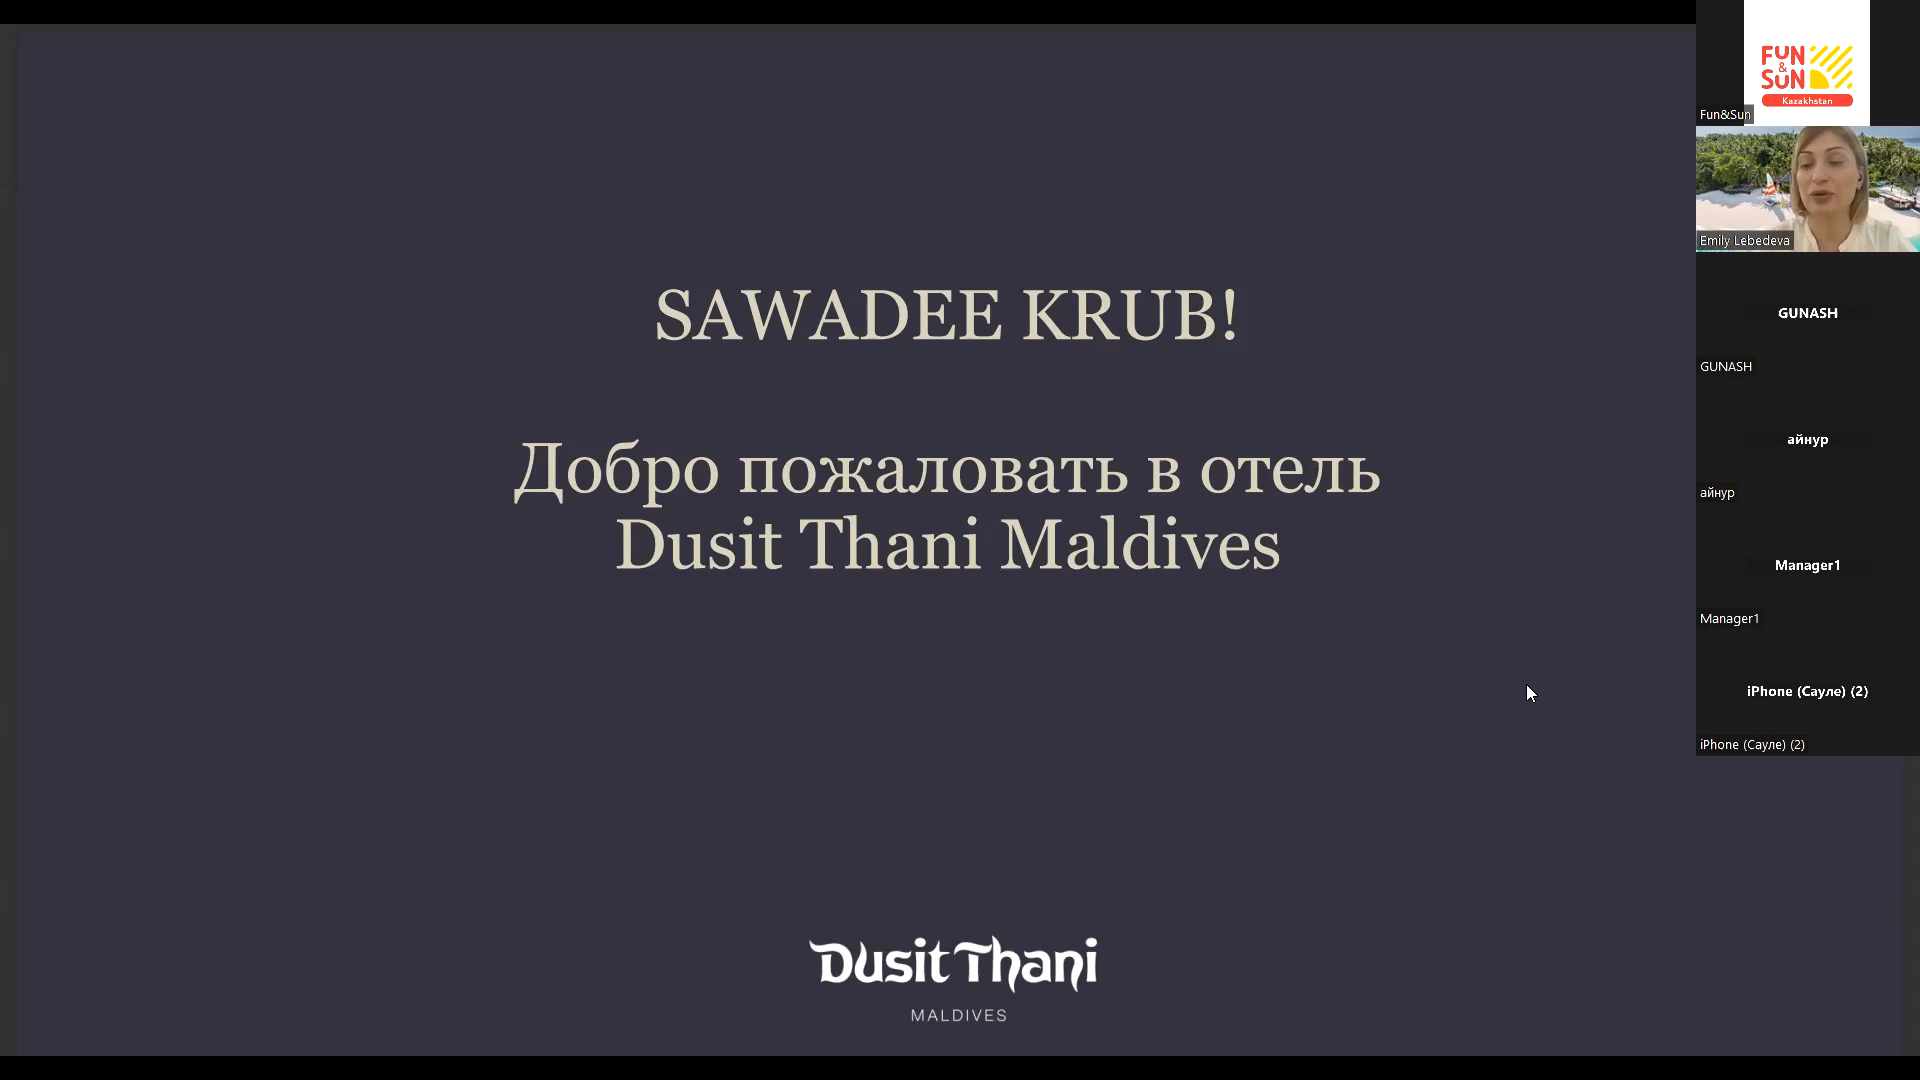 SAWADEE KRUB!
Добро пожаловать в отель
Dusit Thani Maldives
Dusit Thani
MALDIVES
FUN
&
SUN
Kazakhstan
Fun&Sun
Emily Lebedeva
GUNASH
GUNASH
айнур
айнур
Manager1
Manager1
iPhone (Сауле) (2)
iPhone (Сауле) (2)